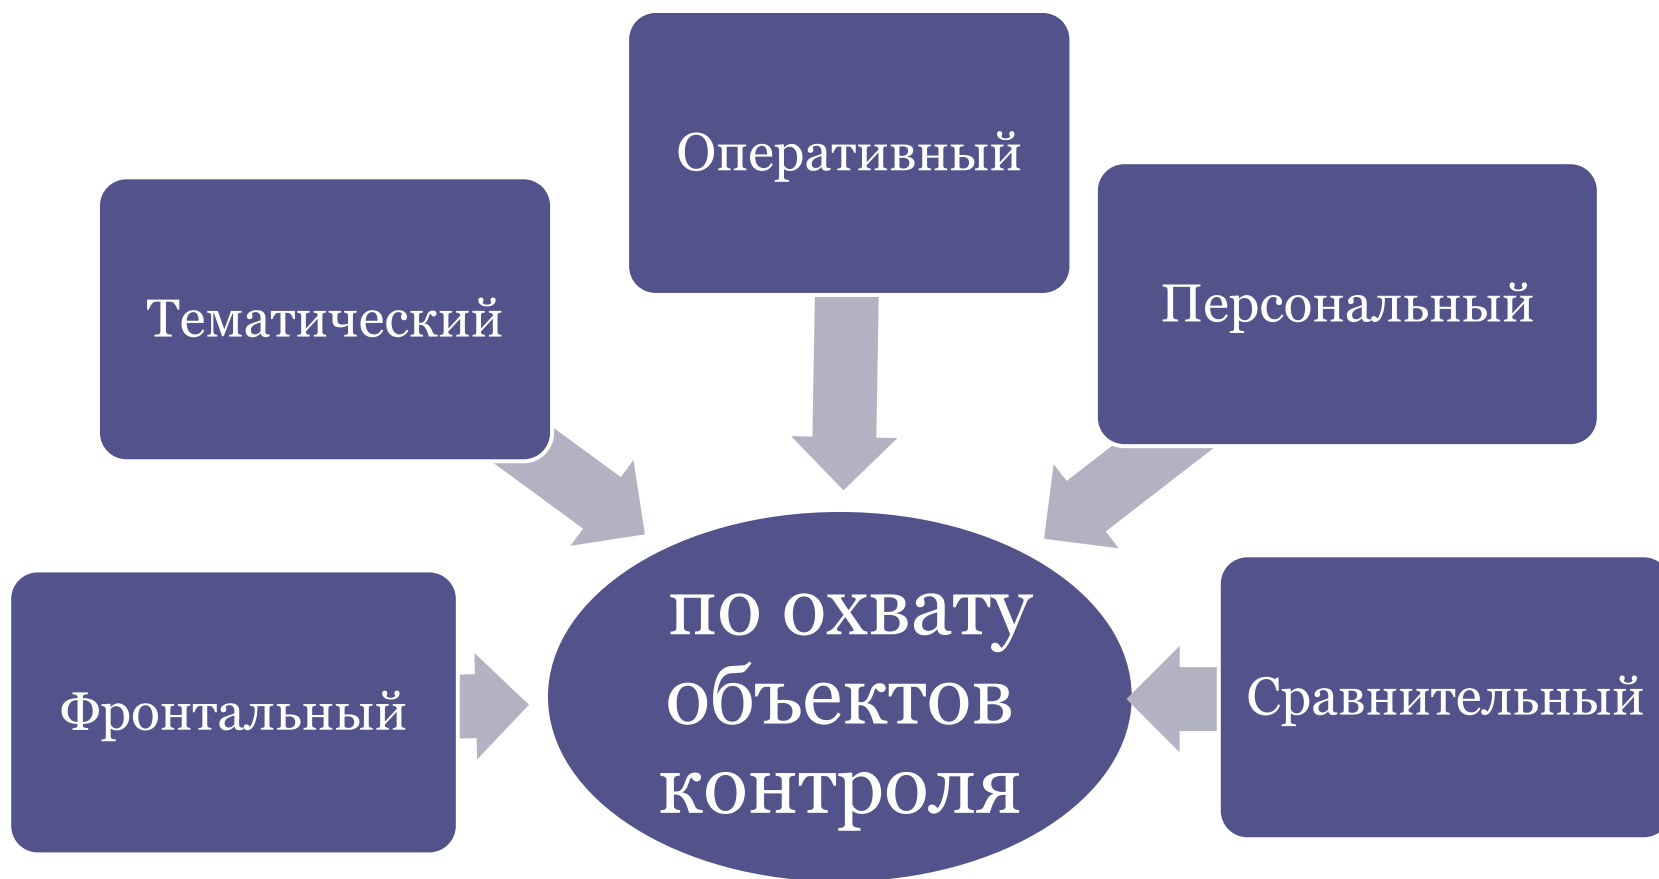 Оперативный
Тематический
Персональный
Фронтальный
по охвату
объектов
контроля
Сравнительный